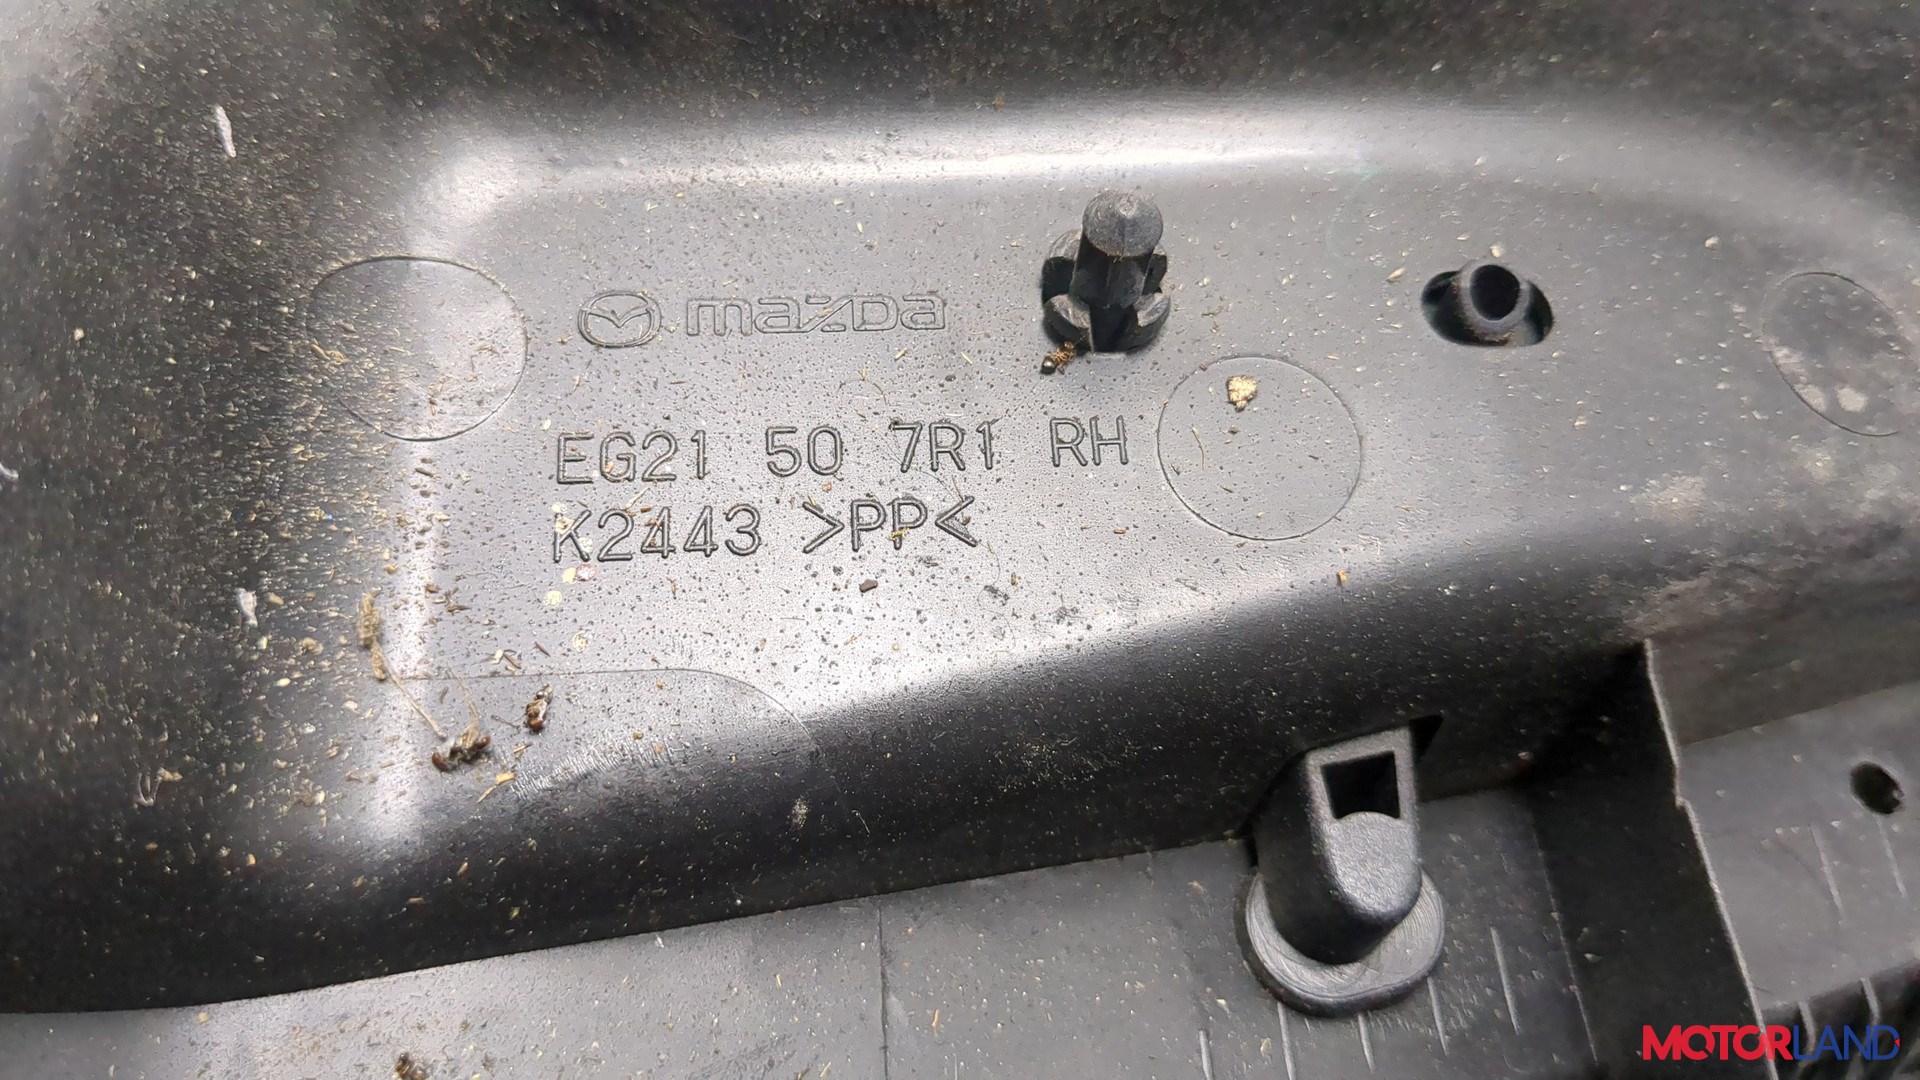 mazda
EG21 50 7R1 RH
K2443 >PP<
MOTORLAND